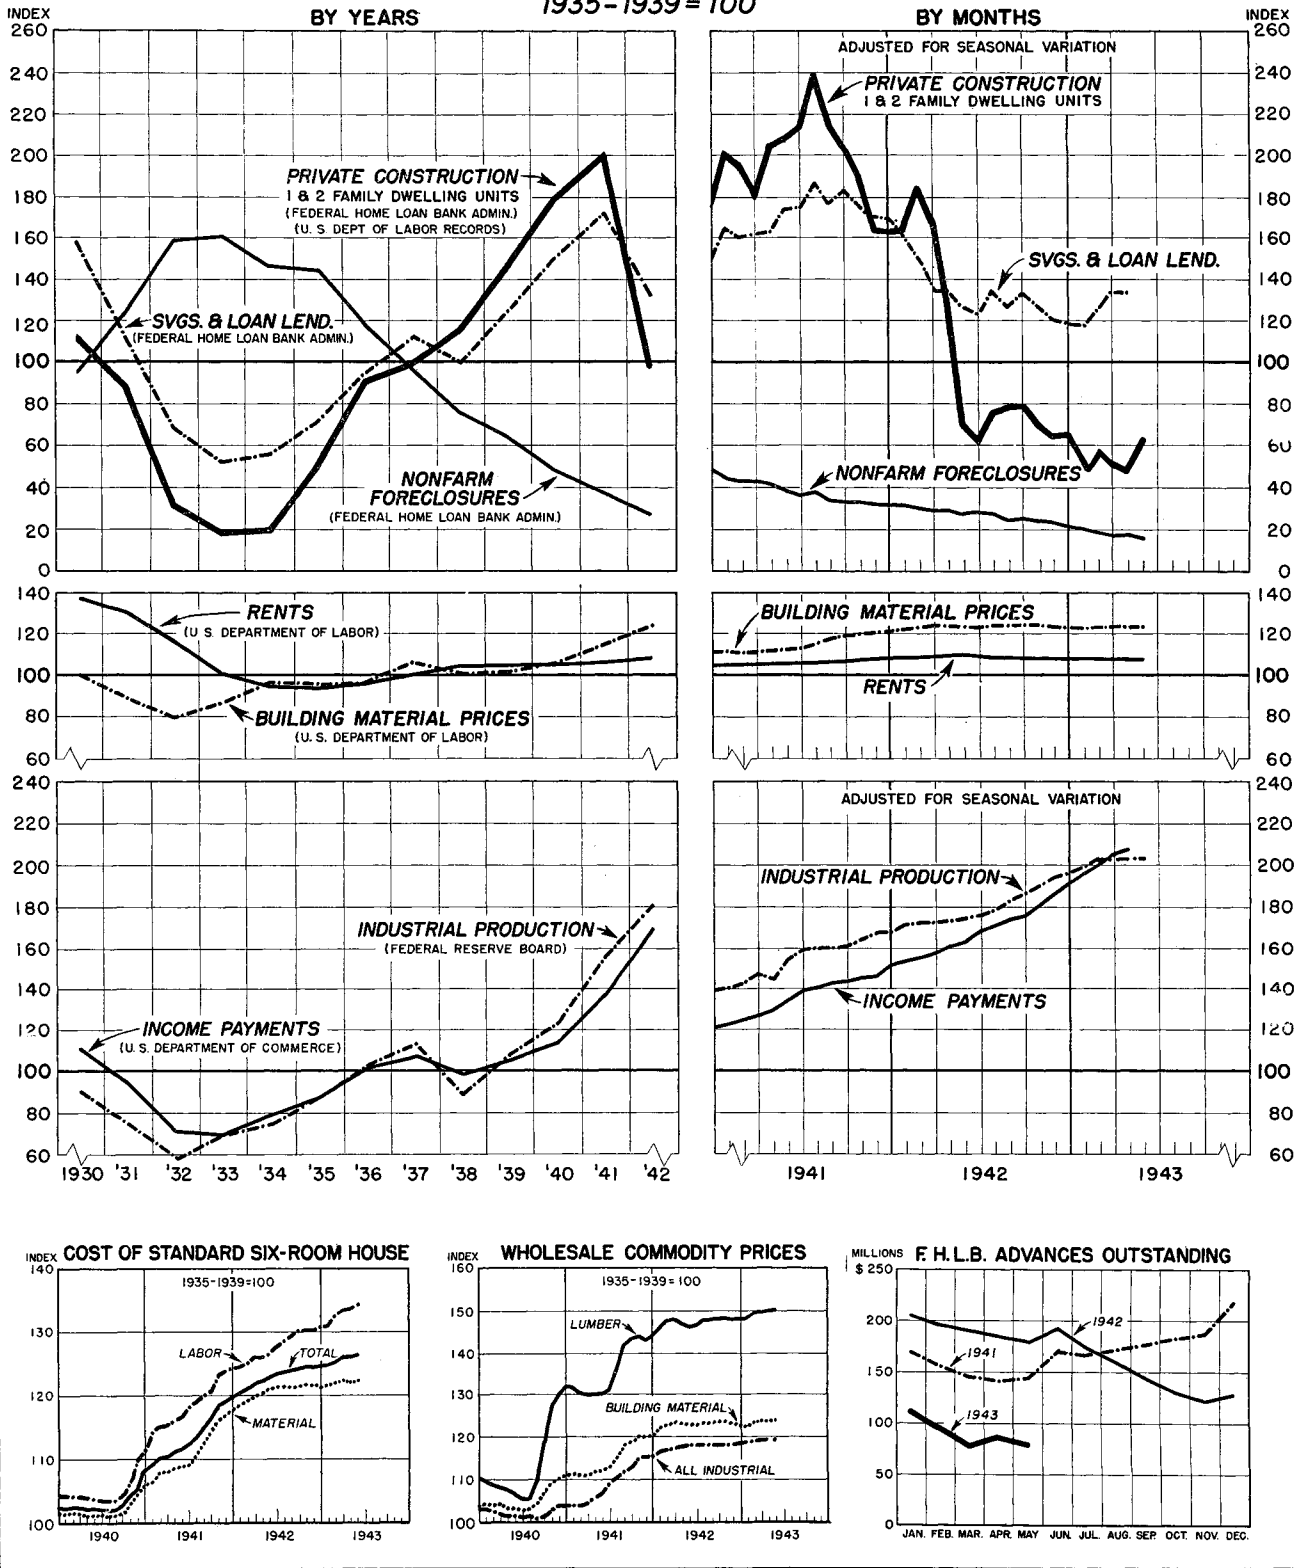 1935-1939 = 100
INDEX
BY YEARS
BY MONTHS
INDEX
260
240
220
200
180
160
140
120
100
80
60
40
20
0
PRIVATE CONSTRUCTION
1 & 2 FAMILY DWELLING UNITS
(FEDERAL HOME LOAN BANK ADMIN.)
(U. S. DEPT OF LABOR RECORDS)
SVGS. & LOAN LEND.
(FEDERAL HOME LOAN BANK ADMIN.)
NONFARM
FORECLOSURES
(FEDERAL HOME LOAN BANK ADMIN.)
ADJUSTED FOR SEASONAL VARIATION
PRIVATE CONSTRUCTION
1 & 2 FAMILY DWELLING UNITS
SVGS. & LOAN LEND.
NONFARM FORECLOSURES
260
240
220
200
180
160
140
120
100
80
60
40
20
0
140
120
100
80
60
RENTS
(U. S. DEPARTMENT OF LABOR)
BUILDING MATERIAL PRICES
(U. S. DEPARTMENT OF LABOR)
BUILDING MATERIAL PRICES
RENTS
140
120
100
80
60
240
220
200
180
160
140
120
100
80
60
INDUSTRIAL PRODUCTION
(FEDERAL RESERVE BOARD)
INCOME PAYMENTS
(U. S. DEPARTMENT OF COMMERCE)
1930 '31 '32 '33 '34 '35 '36 '37 '38 '39 '40 '41 '42
ADJUSTED FOR SEASONAL VARIATION
INDUSTRIAL PRODUCTION
INCOME PAYMENTS
240
220
200
180
160
140
120
100
80
60
1941 1942 1943
INDEX COST OF STANDARD SIX-ROOM HOUSE
140
130
120
110
100
1935-1939=100
LABOR
TOTAL
MATERIAL
1940 1941 1942 1943
INDEX WHOLESALE COMMODITY PRICES
160
150
140
130
120
110
100
1935-1939=100
LUMBER
BUILDING MATERIAL
ALL INDUSTRIAL
1940 1941 1942 1943
MILLIONS F. H. L. B. ADVANCES OUTSTANDING
$ 250
200
150
100
50
0
1942
1941
1943
JAN. FEB. MAR. APR. MAY JUN. JUL. AUG. SEP. OCT. NOV. DEC.